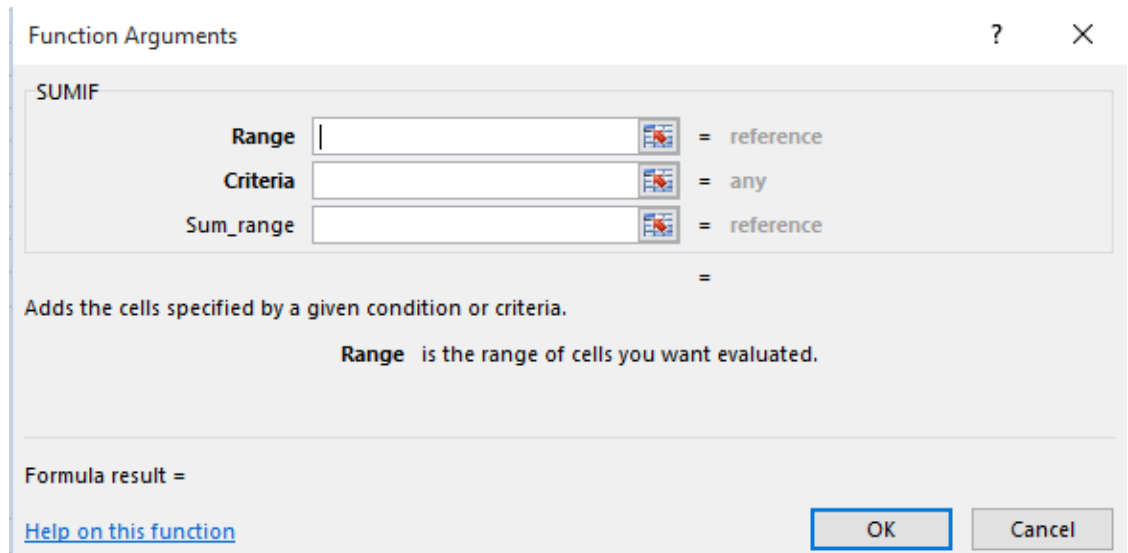 Function Arguments ? ×
SUMIF
Range = reference
Criteria = any
Sum_range = reference
=
Adds the cells specified by a given condition or criteria.
Range is the range of cells you want evaluated.
Formula result =
Help on this function OK Cancel